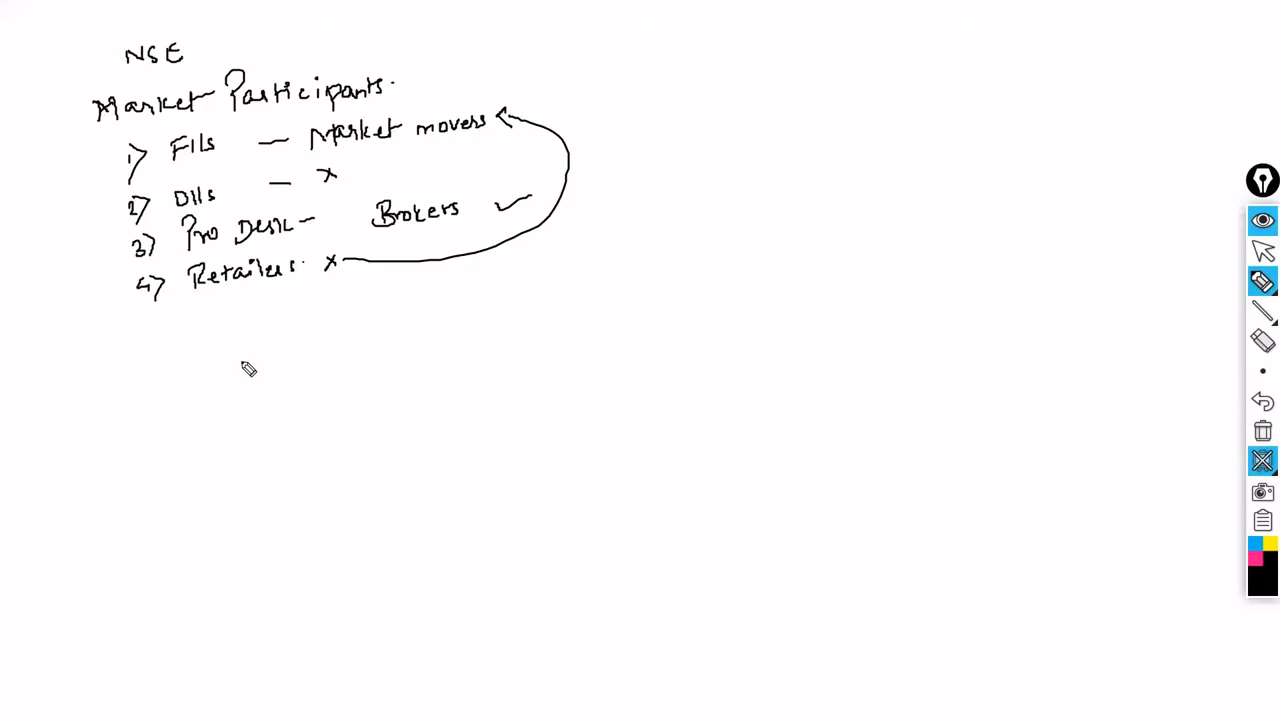 NSE
Market Participants.
1) FIIs — Market movers
2) DIIs — x
3) Pro Desk — Brokers ✓
4) Retailers. x